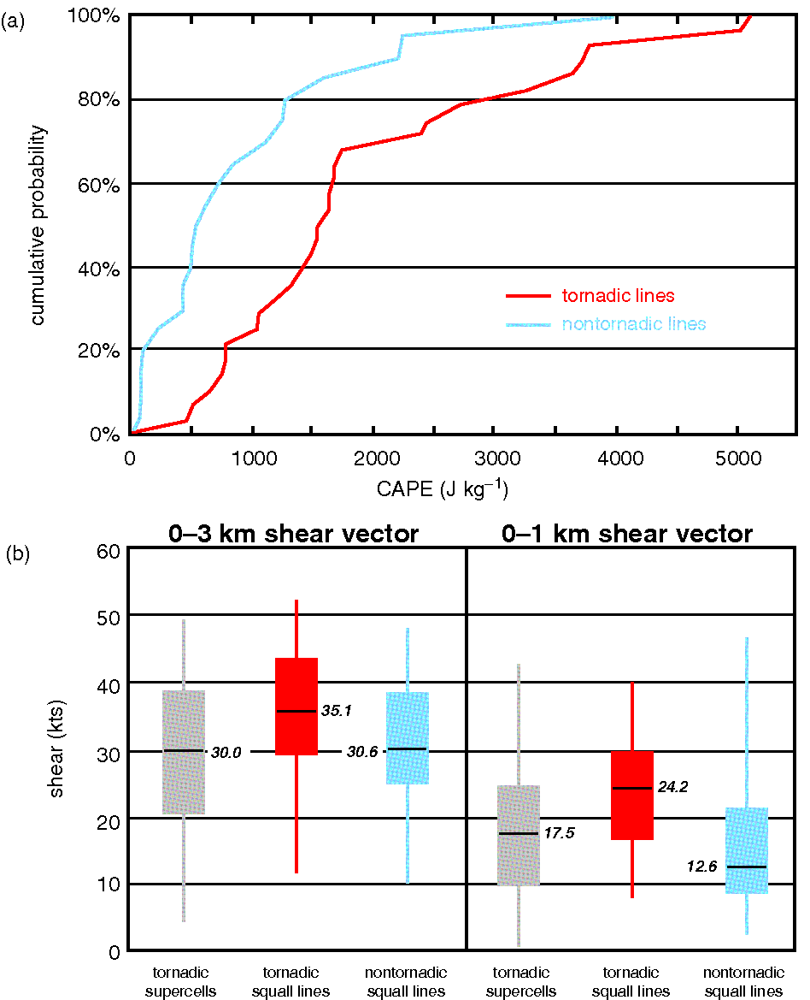 (a)
100%
80%
60%
40%
20%
0%
cumulative probability
tornadic lines
nontornadic lines
0 1000 2000 3000 4000 5000
CAPE (J kg⁻¹)
(b)
0–3 km shear vector 0–1 km shear vector
60
50
40
30
20
10
0
shear (kts)
30.0
35.1
30.6
17.5
24.2
12.6
tornadic supercells
tornadic squall lines
nontornadic squall lines
tornadic supercells
tornadic squall lines
nontornadic squall lines